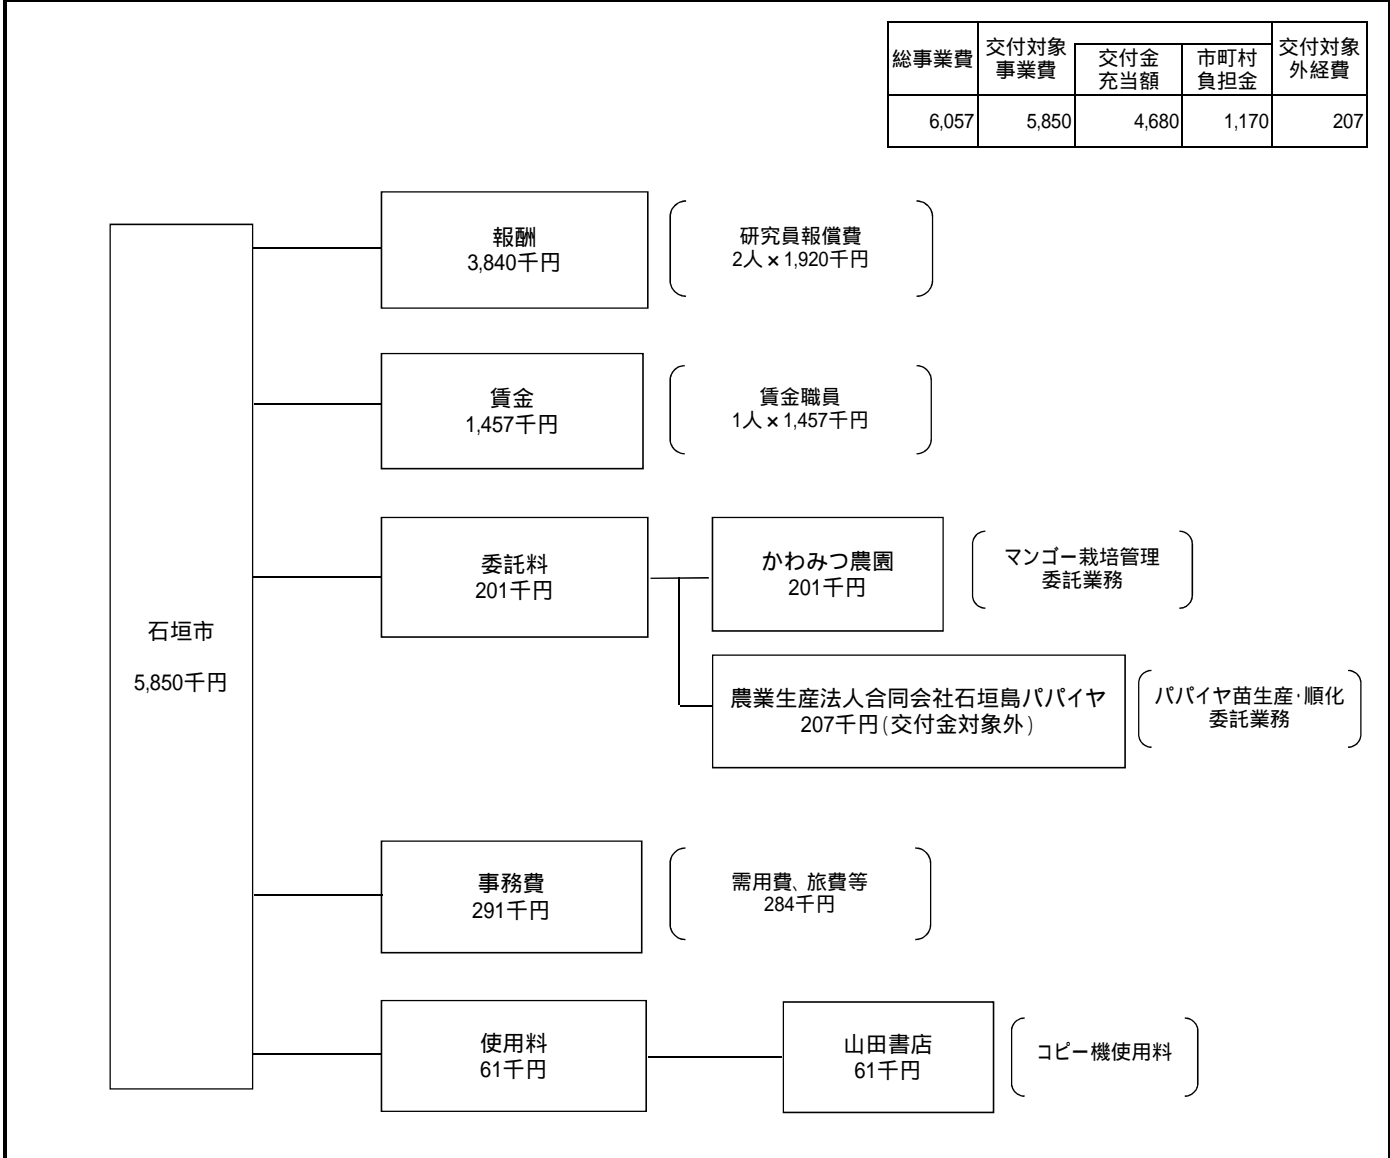 総事業費
交付対象
事業費
交付金
充当額
市町村
負担金
交付対象
外経費
6,057
5,850
4,680
1,170
207
石垣市
5,850千円
報酬
3,840千円
研究員報償費
2人×1,920千円
賃金
1,457千円
賃金職員
1人×1,457千円
委託料
201千円
かわみつ農園
201千円
マンゴー栽培管理
委託業務
農業生産法人合同会社石垣島パパイヤ
207千円(交付金対象外)
パパイヤ苗生産・順化
委託業務
事務費
291千円
需用費、旅費等
284千円
使用料
61千円
山田書店
61千円
コピー機使用料